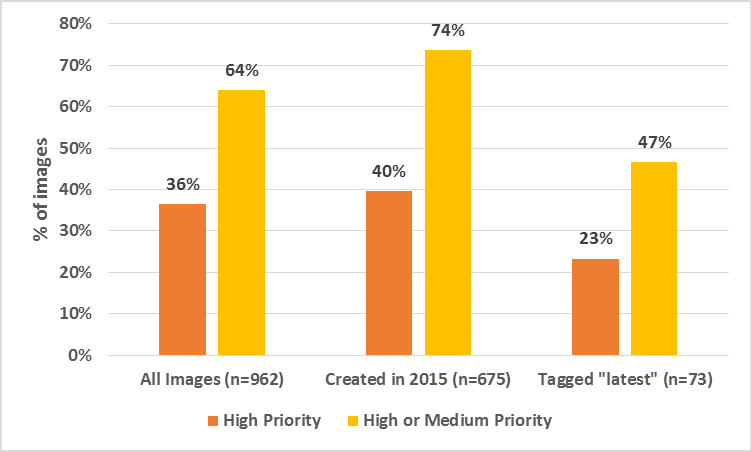 80%
70%
60%
50%
40%
30%
20%
10%
0%
% of images
36%
64%
40%
74%
23%
47%
All Images (n=962)
Created in 2015 (n=675)
Tagged "latest" (n=73)
High Priority
High or Medium Priority